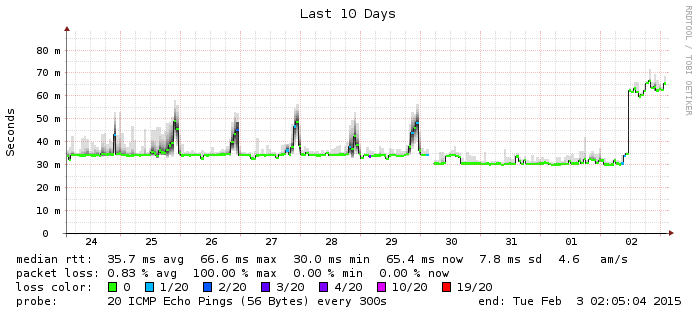 Last 10 Days
RRDTOOL / TOBI OETIKER
Seconds
80 m
70 m
60 m
50 m
40 m
30 m
20 m
10 m
0
24 25 26 27 28 29 30 31 01 02
median rtt: 35.7 ms avg 66.6 ms max 30.0 ms min 65.4 ms now 7.8 ms sd 4.6 am/s
packet loss: 0.83 % avg 100.00 % max 0.00 % min 0.00 % now
loss color: 0 1/20 2/20 3/20 4/20 10/20 19/20
probe: 20 ICMP Echo Pings (56 Bytes) every 300s end: Tue Feb 3 02:05:04 2015